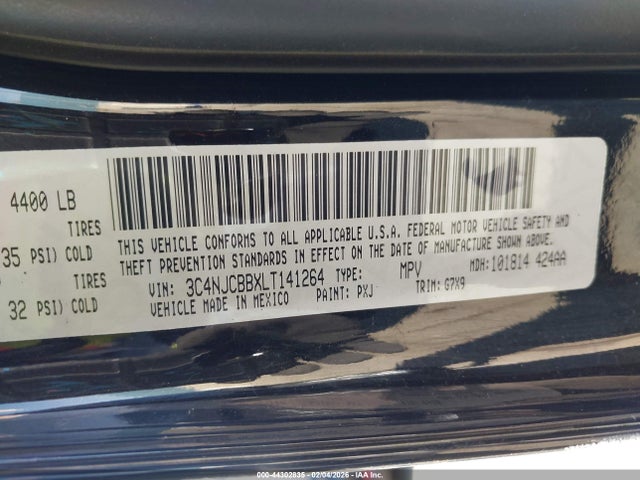 4400 LB
TIRES
35 PSI) COLD
TIRES
32 PSI) COLD
THIS VEHICLE CONFORMS TO ALL APPLICABLE U.S.A. FEDERAL MOTOR VEHICLE SAFETY AND
THEFT PREVENTION STANDARDS IN EFFECT ON THE DATE OF MANUFACTURE SHOWN ABOVE.
VIN: 3C4NJCBBXLT141264 TYPE: MPV MDH:101814 424AA
VEHICLE MADE IN MEXICO PAINT: PXJ TRIM: G7X9
000-44302835 - 02/04/2026 - COPYRIGHT IAA, LLC